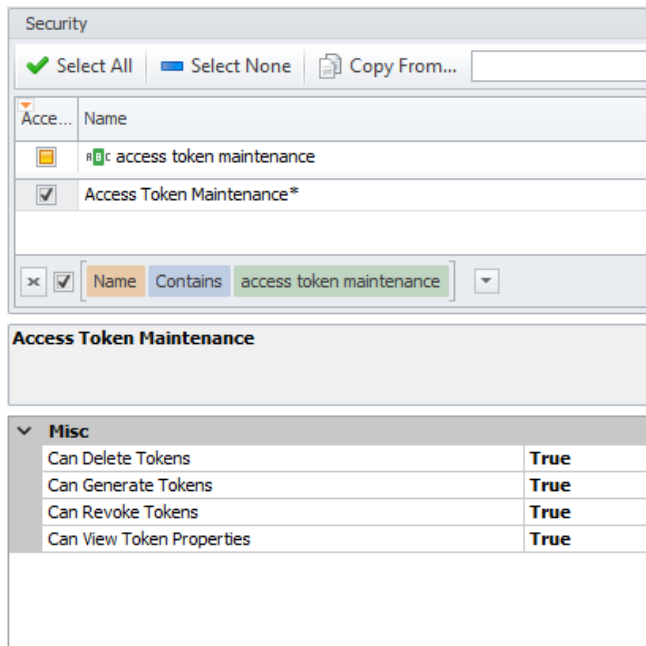 Security
Select All Select None Copy From...
Acce... Name
ABC access token maintenance
Access Token Maintenance*
Name Contains access token maintenance
Access Token Maintenance
Misc
Can Delete Tokens True
Can Generate Tokens True
Can Revoke Tokens True
Can View Token Properties True